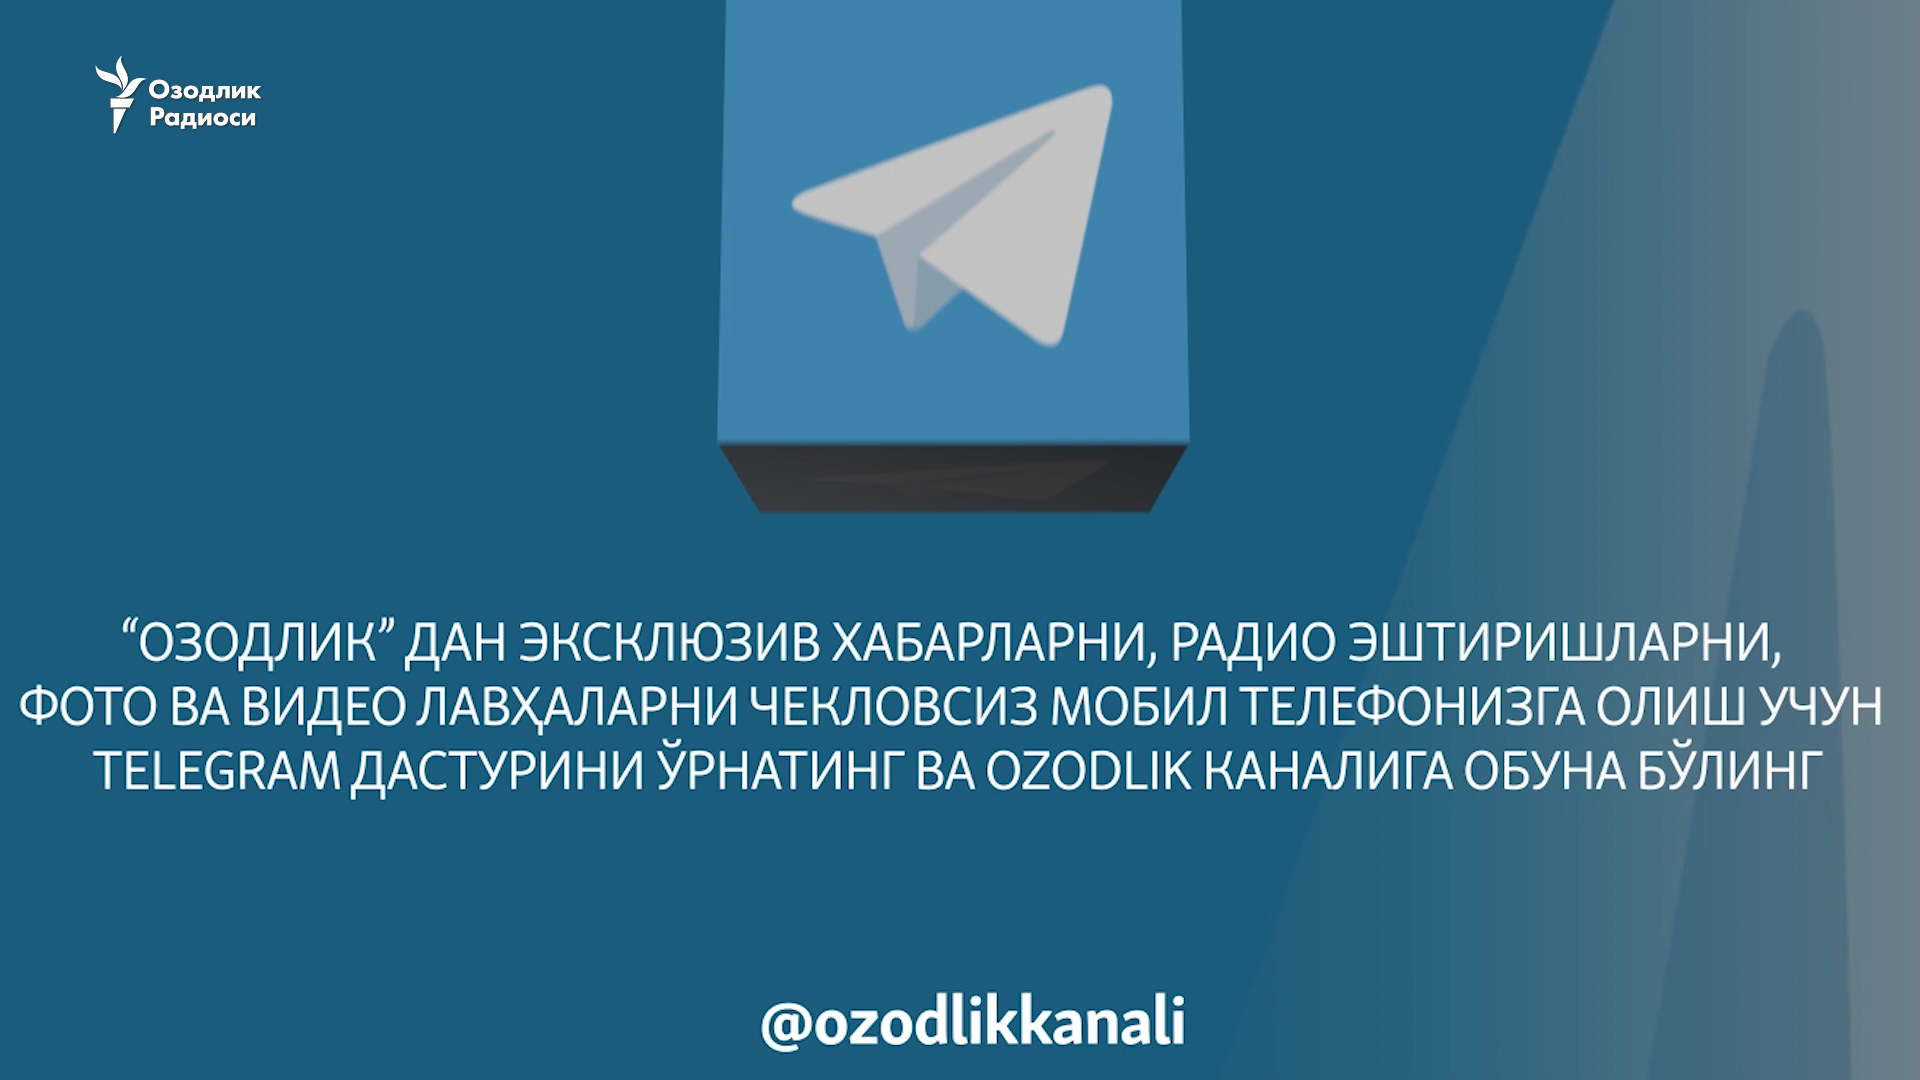 Озодлик
Радиоси
“ОЗОДЛИК” ДАН ЭКСКЛЮЗИВ ХАБАРЛАРНИ, РАДИО ЭШТИРИШЛАРНИ,
ФОТО ВА ВИДЕО ЛАВҲАЛАРНИ ЧЕКЛОВСИЗ МОБИЛ ТЕЛЕФОНИЗГА ОЛИШ УЧУН
TELEGRAM ДАСТУРИНИ ЎРНАТИНГ ВА OZODLIK КАНАЛИГА ОБУНА БЎЛИНГ
@ozodlikkanali